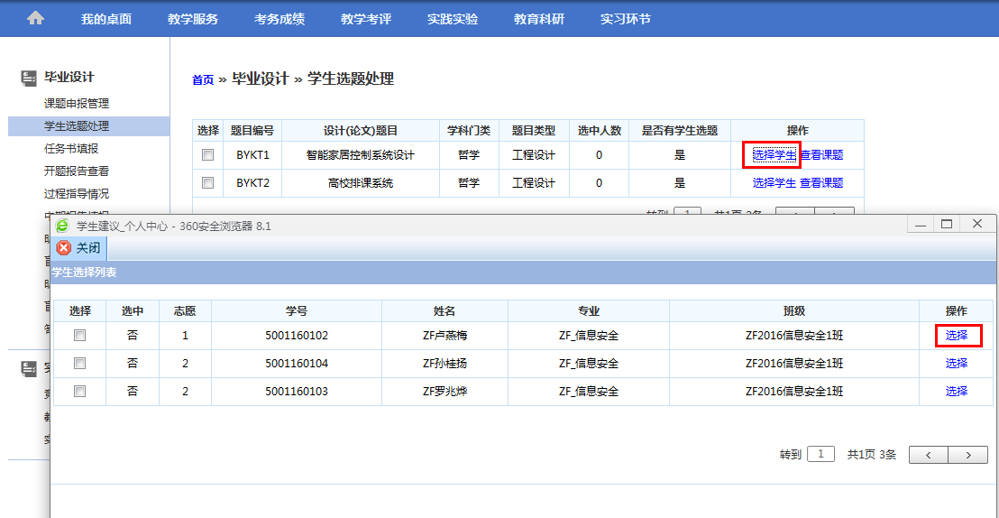 我的桌面 教学服务 考务成绩 教学考评 实践实验 教育科研 实习环节
毕业设计
课题申报管理
学生选题处理
任务书填报
开题报告查看
过程指导情况
首页 » 毕业设计 » 学生选题处理
选择 题目编号 设计(论文)题目 学科门类 题目类型 选中人数 是否有学生选题 操作
BYKT1 智能家居控制系统设计 哲学 工程设计 0 是 选择学生 查看课题
BYKT2 高校排课系统 哲学 工程设计 0 是 选择学生 查看课题
转到 1 共1页 2条
学生建议_个人中心 - 360安全浏览器 8.1
关闭
学生选择列表
选择 选中 志愿 学号 姓名 专业 班级 操作
否 1 5001160102 ZF卢燕梅 ZF_信息安全 ZF2016信息安全1班 选择
否 2 5001160104 ZF孙桂扬 ZF_信息安全 ZF2016信息安全1班 选择
否 2 5001160103 ZF罗兆烨 ZF_信息安全 ZF2016信息安全1班 选择
转到 1 共1页 3条 < >